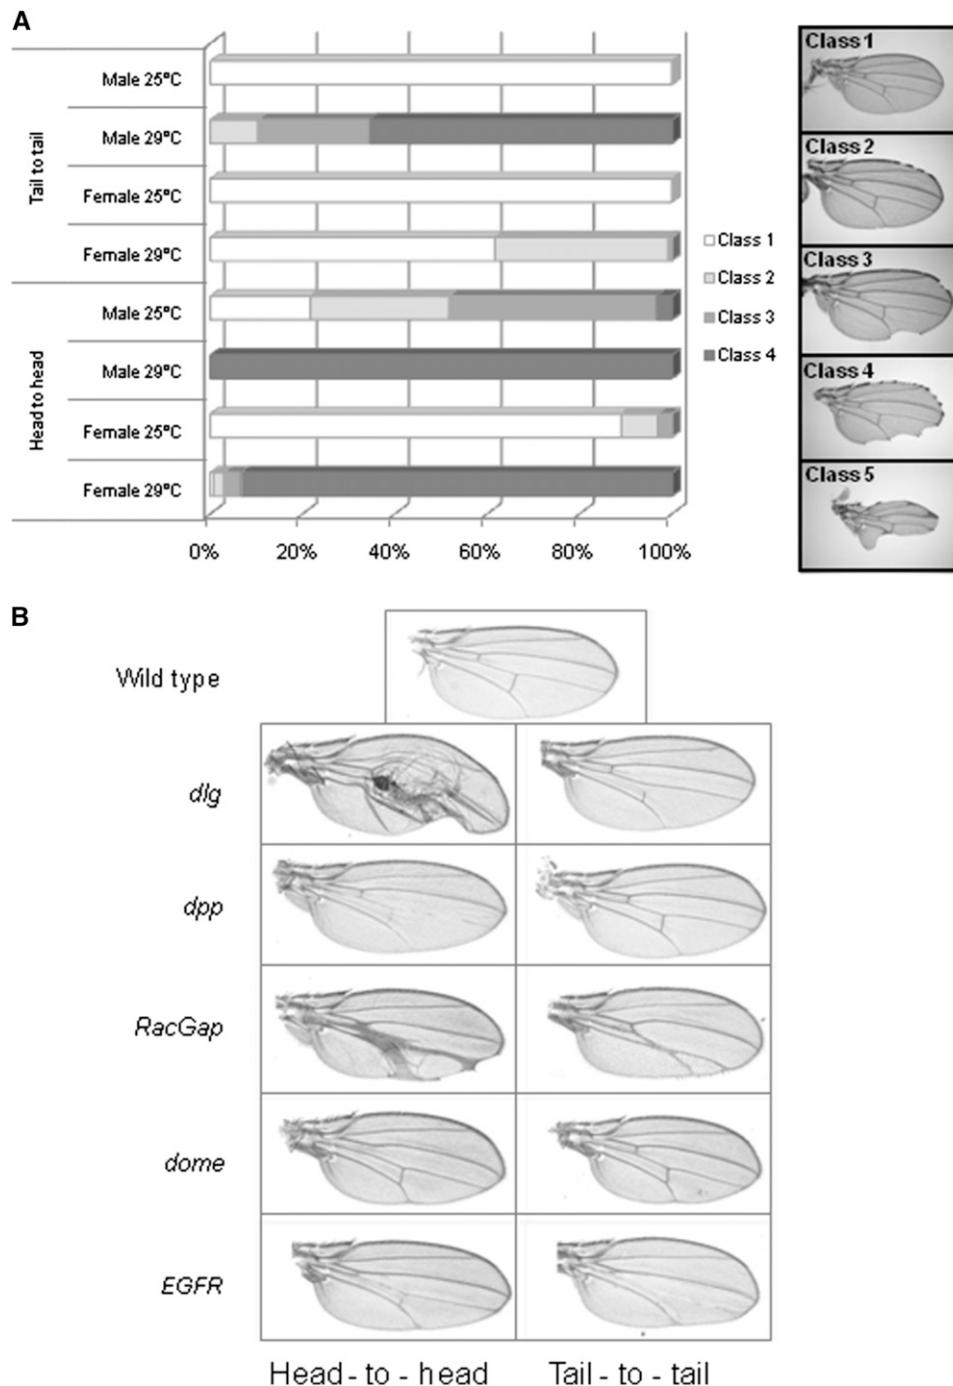 A
Tail to tail
Male 25°C
Male 29°C
Female 25°C
Female 29°C
Head to head
Male 25°C
Male 29°C
Female 25°C
Female 29°C
0% 20% 40% 60% 80% 100%
Class 1
Class 2
Class 3
Class 4
Class 1
Class 2
Class 3
Class 4
Class 5
B
Wild type
dlg
dpp
RacGap
dome
EGFR
Head - to - head Tail - to - tail